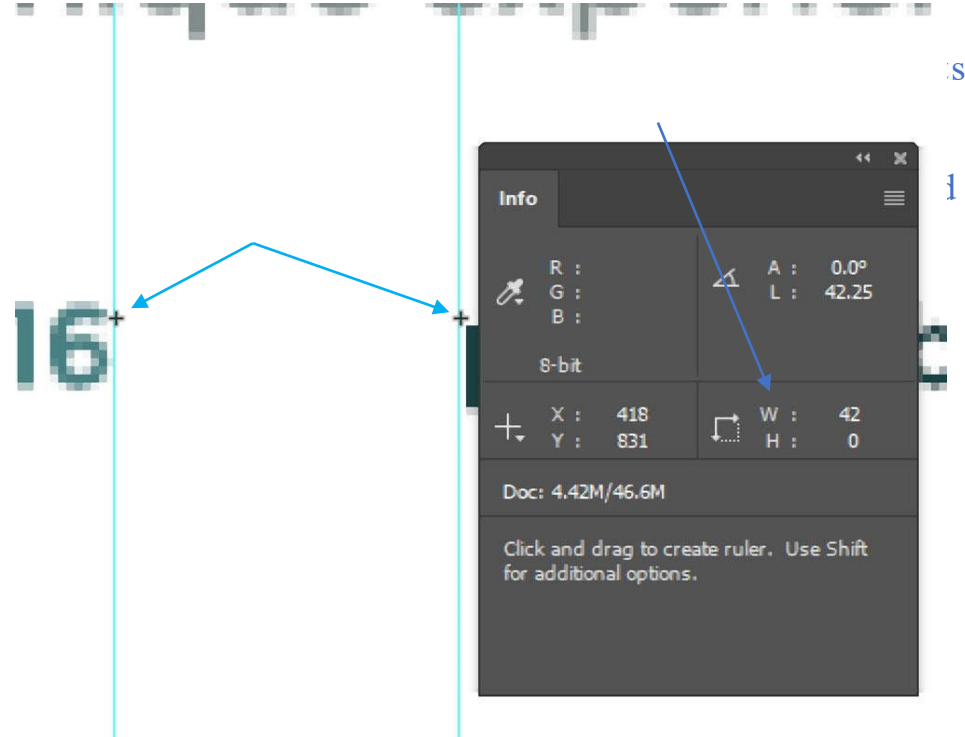 Info
R :
G :
B :
8-bit
A : 0.0°
L : 42.25
X : 418
Y : 831
W : 42
H : 0
Doc: 4.42M/46.6M
Click and drag to create ruler. Use Shift
for additional options.
16